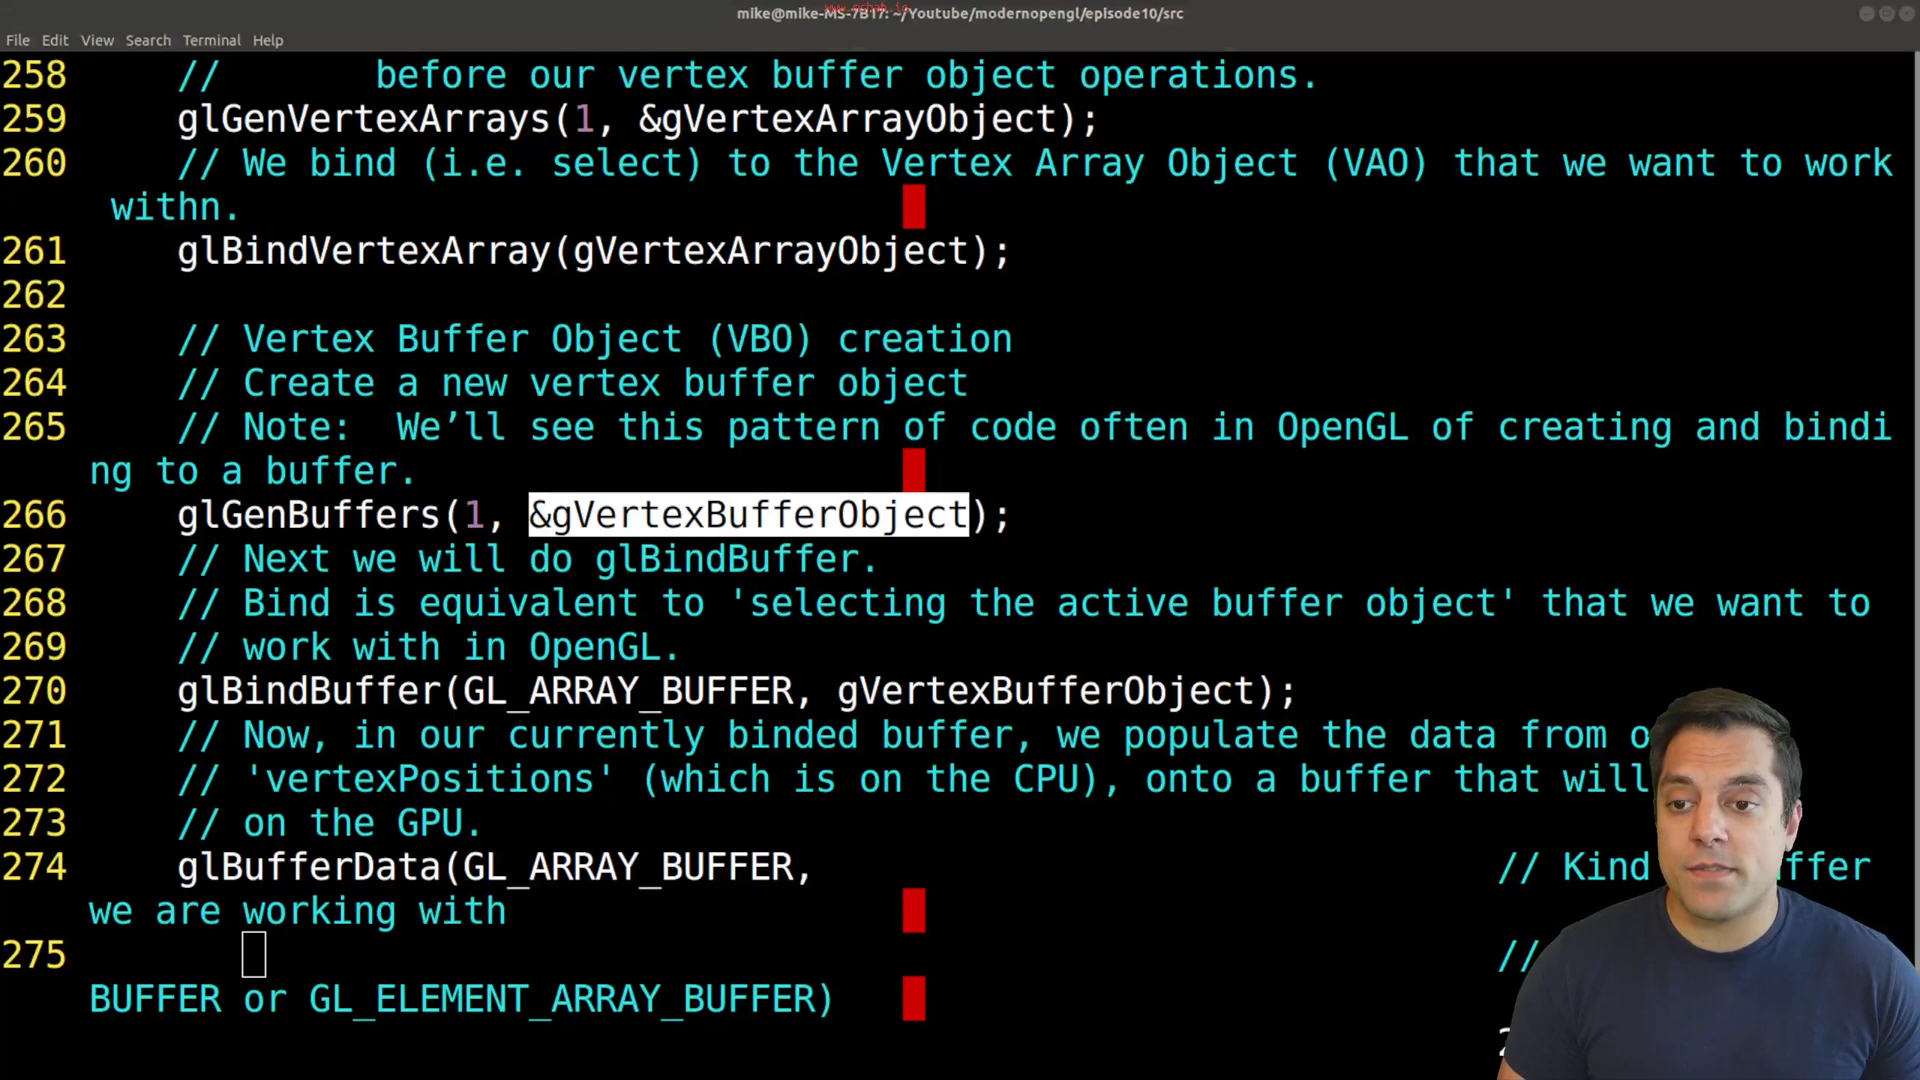 www.mshah.io
mike@mike-MS-7B17: ~/Youtube/modernopengl/episode10/src
File Edit View Search Terminal Help
258 // before our vertex buffer object operations.
259 glGenVertexArrays(1, &gVertexArrayObject);
260 // We bind (i.e. select) to the Vertex Array Object (VAO) that we want to work
withn.
261 glBindVertexArray(gVertexArrayObject);
262
263 // Vertex Buffer Object (VBO) creation
264 // Create a new vertex buffer object
265 // Note: We’ll see this pattern of code often in OpenGL of creating and bindi
ng to a buffer.
266 glGenBuffers(1, &gVertexBufferObject);
267 // Next we will do glBindBuffer.
268 // Bind is equivalent to 'selecting the active buffer object' that we want to
269 // work with in OpenGL.
270 glBindBuffer(GL_ARRAY_BUFFER, gVertexBufferObject);
271 // Now, in our currently binded buffer, we populate the data from
272 // 'vertexPositions' (which is on the CPU), onto a buffer that will
273 // on the GPU.
274 glBufferData(GL_ARRAY_BUFFER, // Kind
we are working with
275 //
BUFFER or GL_ELEMENT_ARRAY_BUFFER)